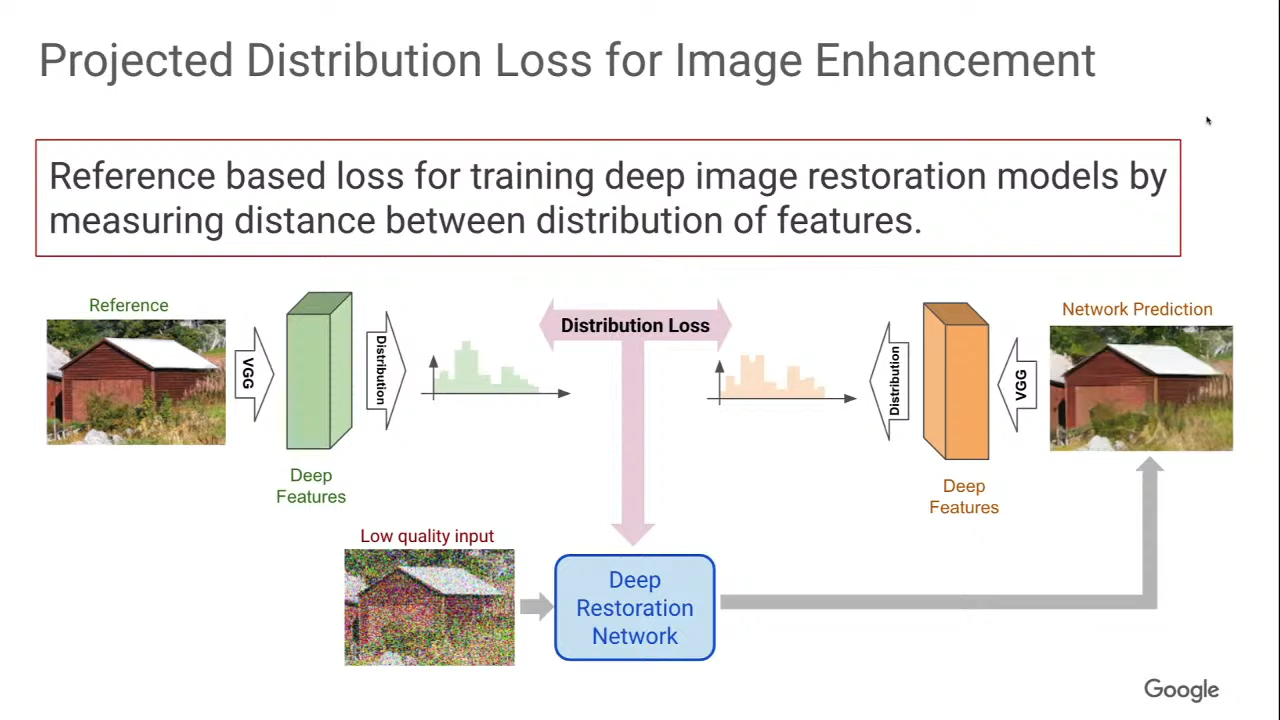 Projected Distribution Loss for Image Enhancement
Reference based loss for training deep image restoration models by
measuring distance between distribution of features.
Reference
VGG
Deep
Features
Distribution
Distribution Loss
Distribution
Deep
Features
VGG
Network Prediction
Low quality input
Deep
Restoration
Network
Google